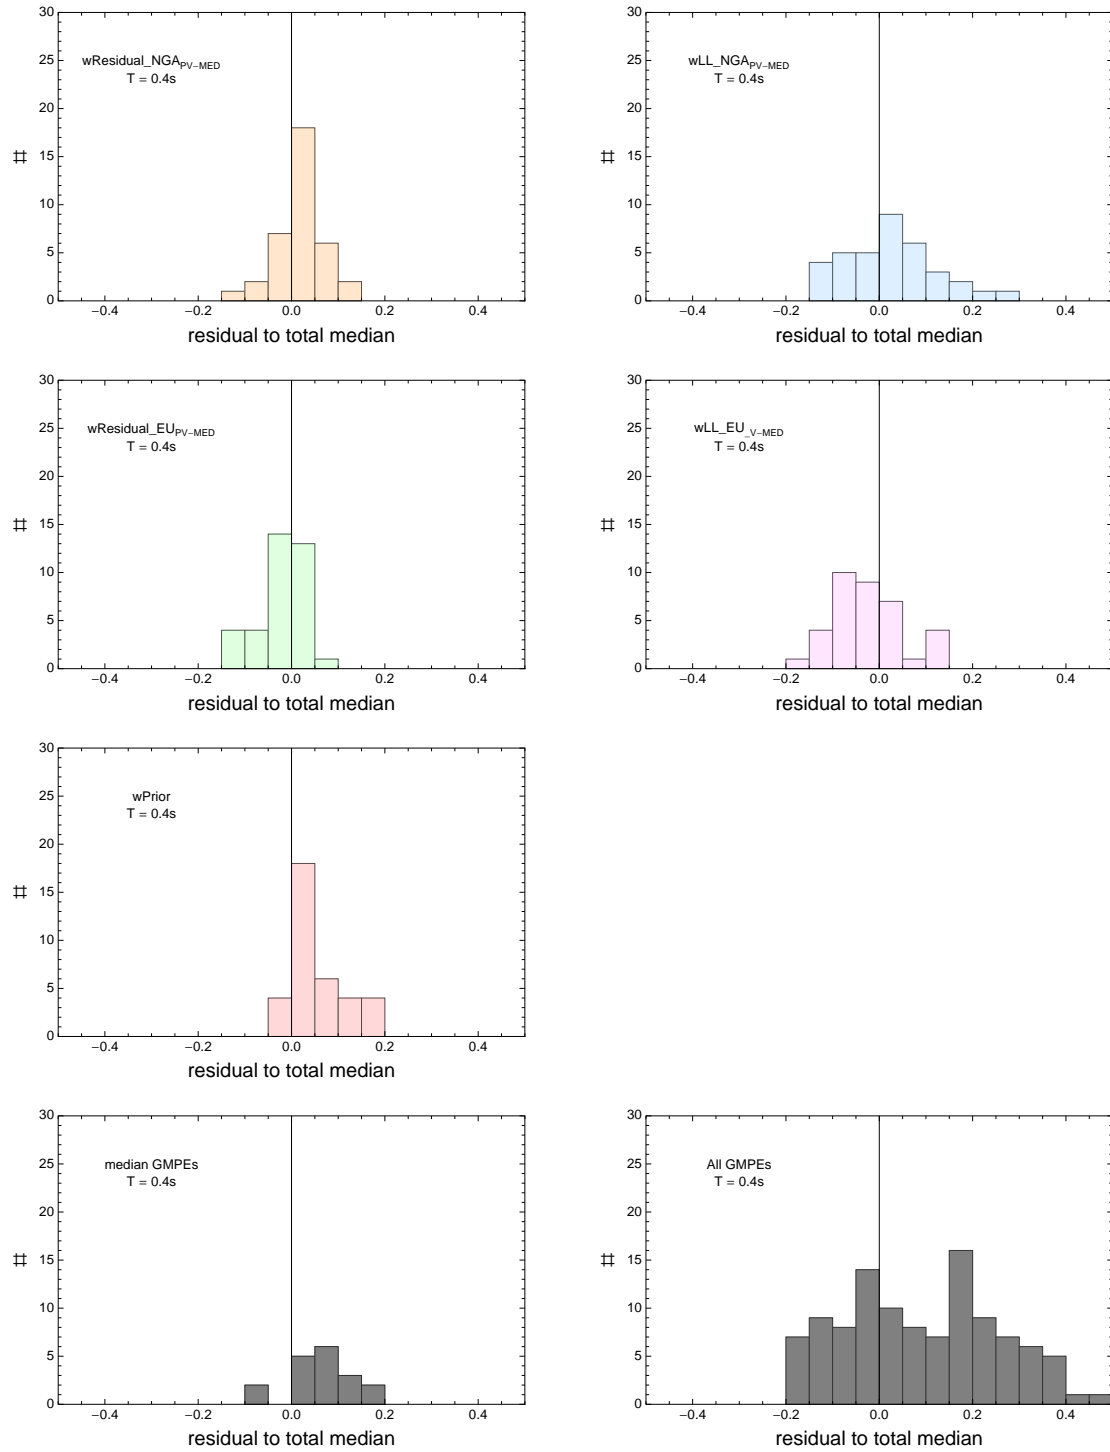 30
25
20
15
10
5
0
#
wResidual_NGA PV−MED
T = 0.4s
−0.4 −0.2 0.0 0.2 0.4
residual to total median
30
25
20
15
10
5
0
#
wLL_NGA PV−MED
T = 0.4s
−0.4 −0.2 0.0 0.2 0.4
residual to total median
30
25
20
15
10
5
0
#
wResidual_EU PV−MED
T = 0.4s
−0.4 −0.2 0.0 0.2 0.4
residual to total median
30
25
20
15
10
5
0
#
wLL_EU _V−MED
T = 0.4s
−0.4 −0.2 0.0 0.2 0.4
residual to total median
30
25
20
15
10
5
0
#
wPrior
T = 0.4s
−0.4 −0.2 0.0 0.2 0.4
residual to total median
30
25
20
15
10
5
0
#
median GMPEs
T = 0.4s
−0.4 −0.2 0.0 0.2 0.4
residual to total median
30
25
20
15
10
5
0
#
All GMPEs
T = 0.4s
−0.4 −0.2 0.0 0.2 0.4
residual to total median